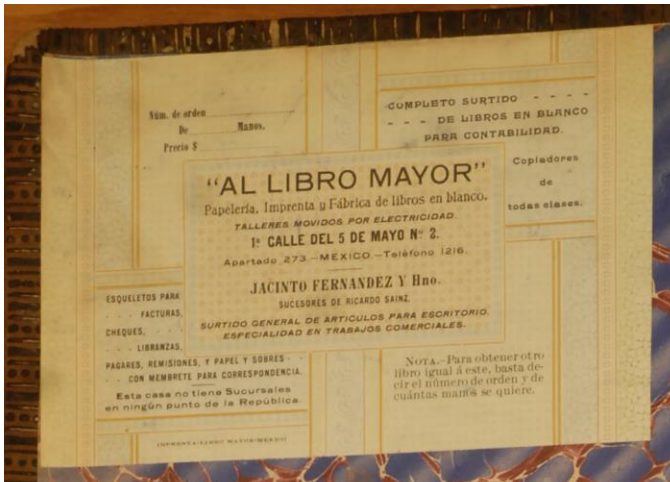 Núm. de orden
De Manos.
Precio $
COMPLETO SURTIDO - - - -
- - - DE LIBROS EN BLANCO
PARA CONTABILIDAD.
Copiadores
de
todas clases.
"AL LIBRO MAYOR"
Papelería, Imprenta y Fábrica de libros en blanco.
TALLERES MOVIDOS POR ELECTRICIDAD.
1ª CALLE DEL 5 DE MAYO Nº 2.
Apartado 273 - MEXICO - Teléfono 1216.
JACINTO FERNANDEZ Y Hno.
SUCESORES DE RICARDO SAINZ.
SURTIDO GENERAL DE ARTICULOS PARA ESCRITORIO.
ESPECIALIDAD EN TRABAJOS COMERCIALES.
ESQUELETOS PARA
. . . . FACTURAS,
CHEQUES, . . . .
. . . LIBRANZAS,
PAGARES, REMISIONES, Y PAPEL Y SOBRES -
. . CON MEMBRETE PARA CORRESPONDENCIA.
Esta casa no tiene Sucursales
en ningún punto de la República.
NOTA.-Para obtener otro
libro igual á este, basta de-
cir el número de orden y de
cuántas manos se quiere.
IMPRENTA-LIBRO MAYOR-MEXICO